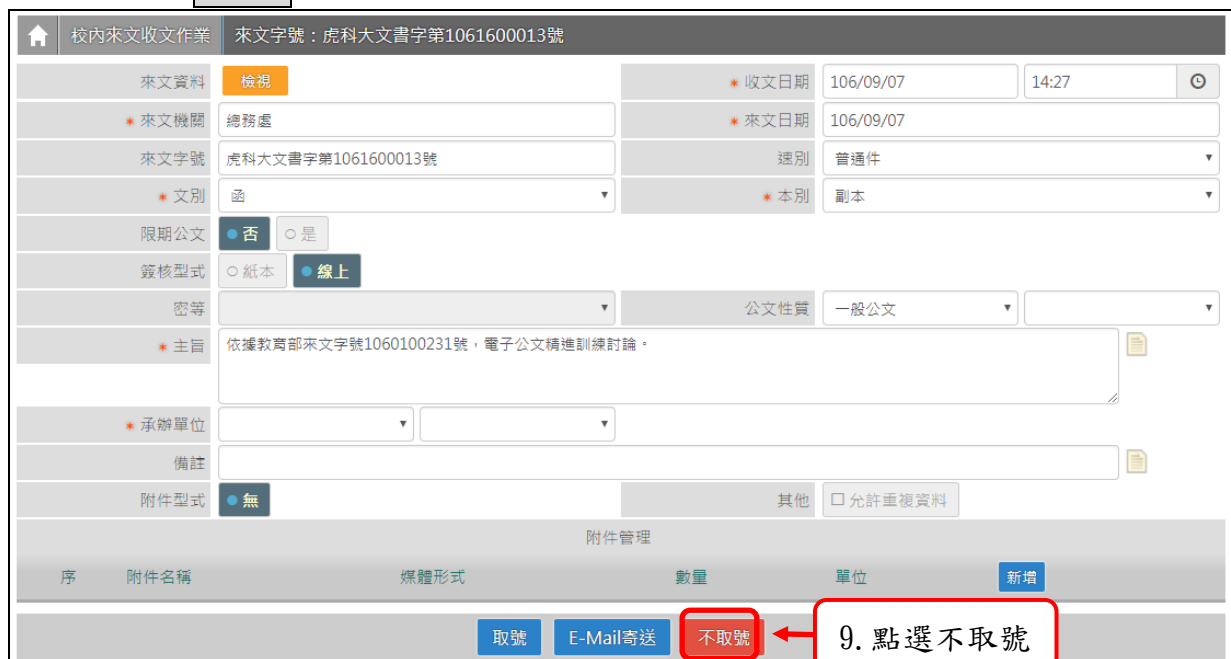 校內來文收文作業 來文字號：虎科大文書字第1061600013號
來文資料 檢視 * 收文日期 106/09/07 14:27
* 來文機關 總務處 * 來文日期 106/09/07
來文字號 虎科大文書字第1061600013號 速別 普通件
* 文別 函 * 本別 副本
限期公文 否 是
簽核型式 紙本 線上
密等 公文性質 一般公文
* 主旨 依據教育部來文字號1060100231號，電子公文精進訓練討論。
* 承辦單位
備註
附件型式 無 其他 允許重複資料
附件管理
序 附件名稱 媒體形式 數量 單位 新增
取號 E-Mail寄送 不取號 9.點選不取號